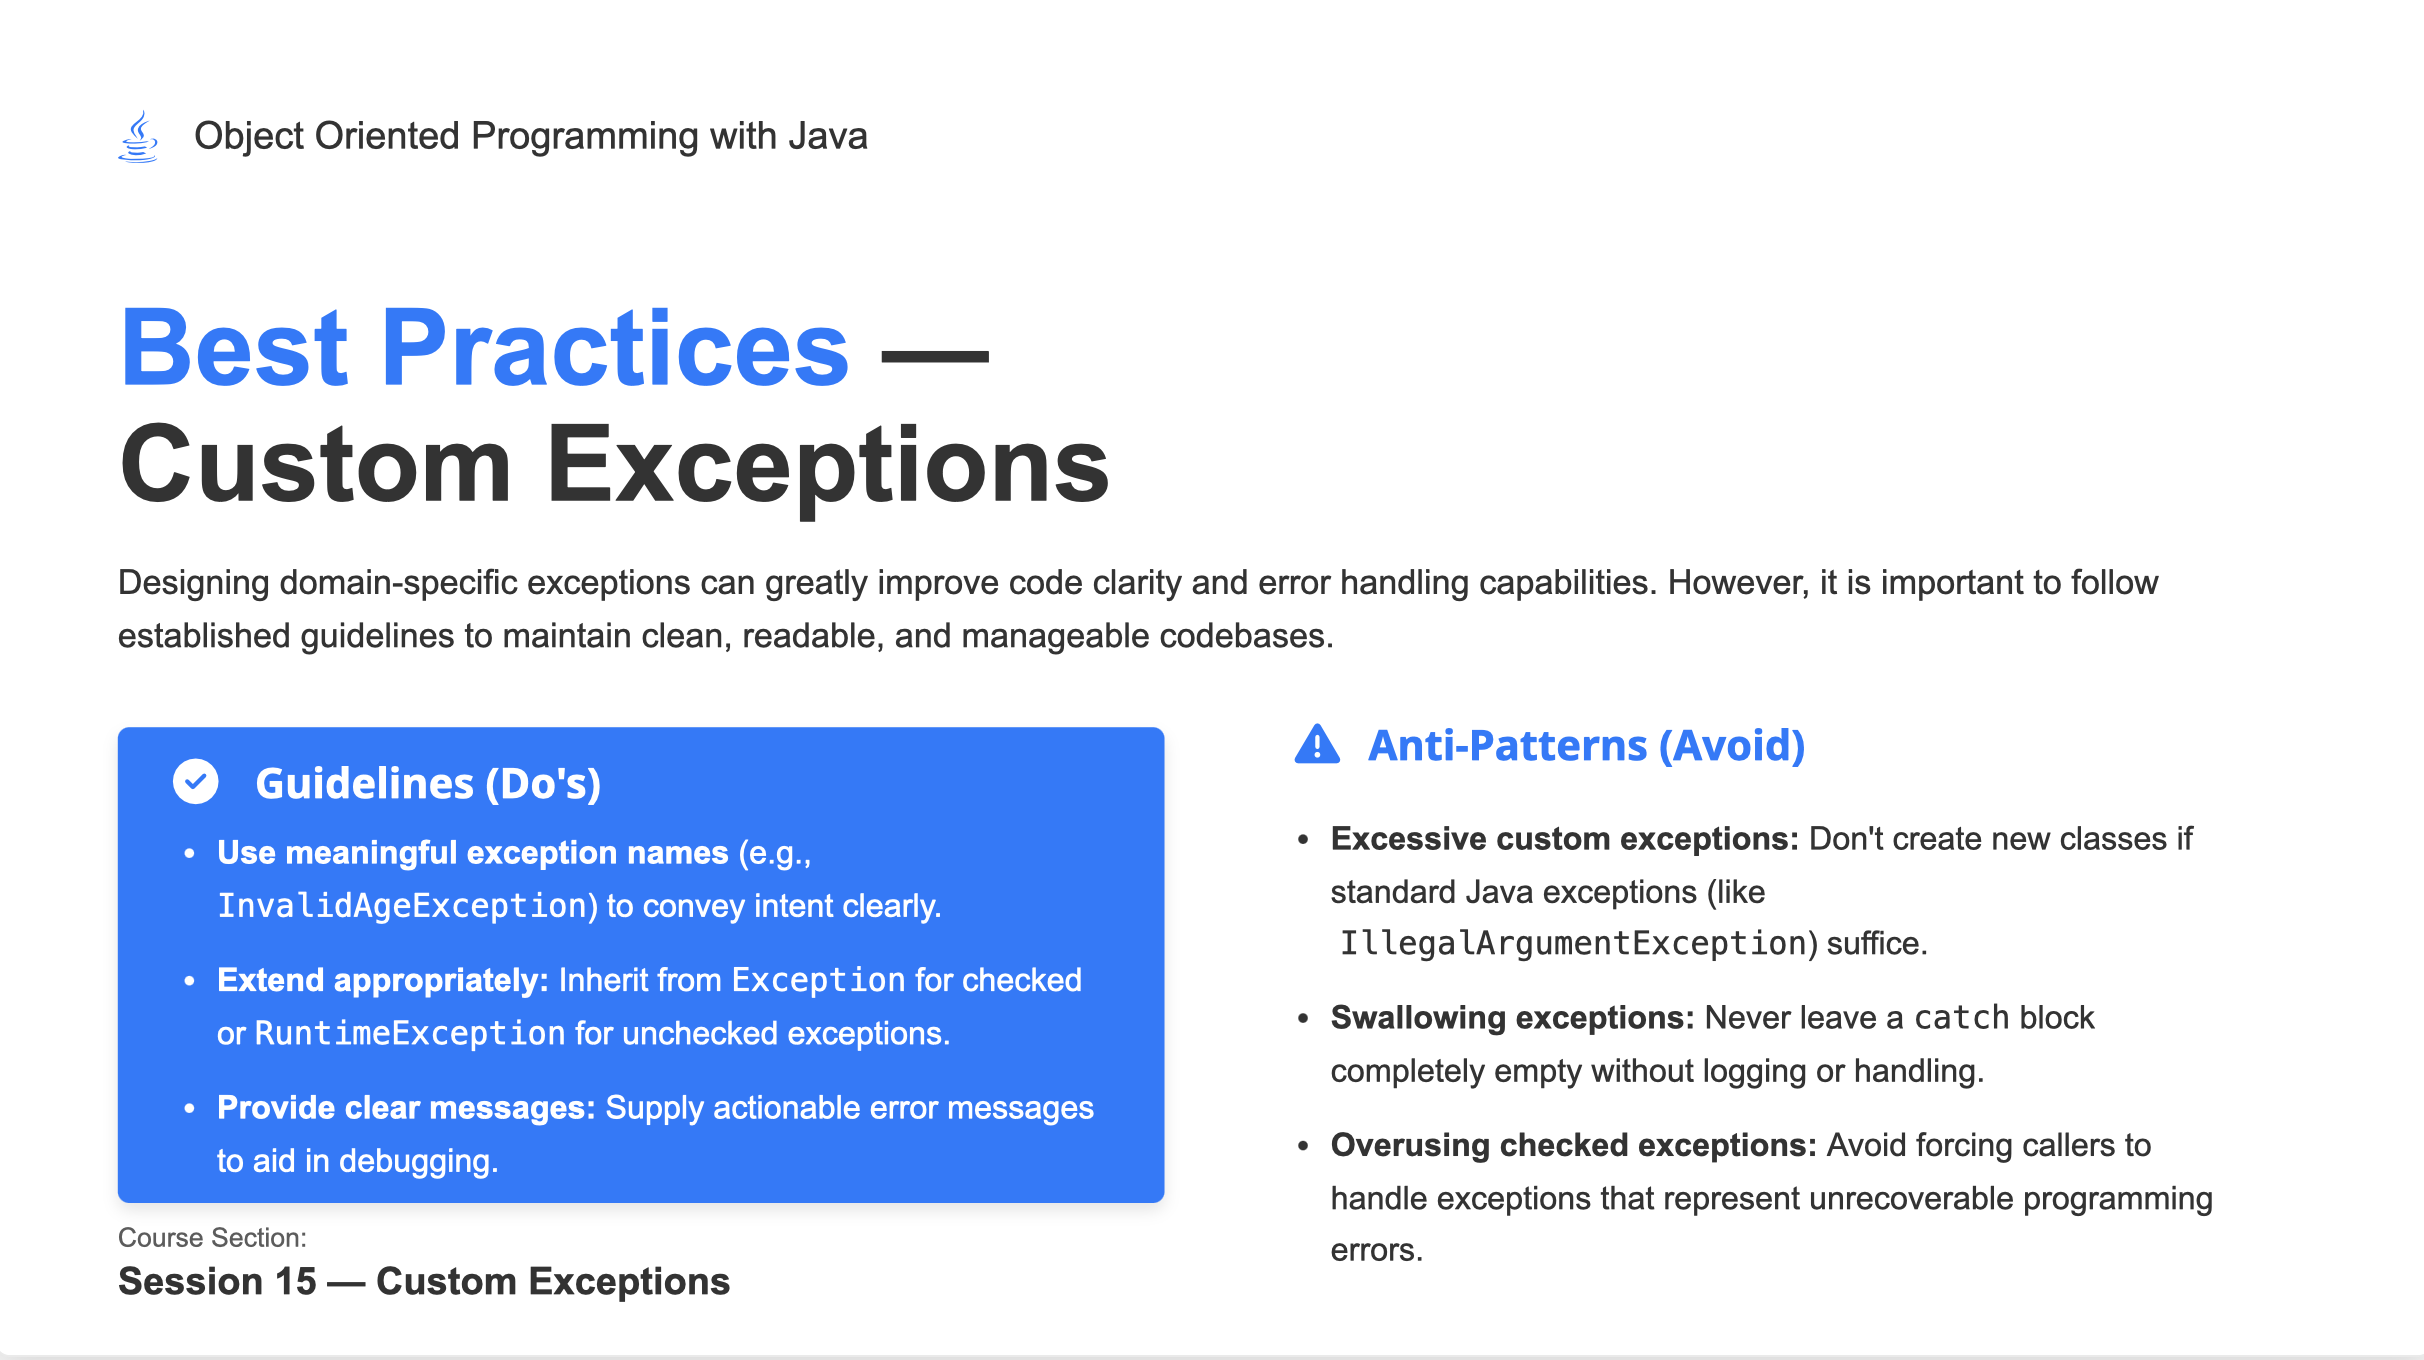 Object Oriented Programming with Java
Best Practices —
Custom Exceptions
Designing domain-specific exceptions can greatly improve code clarity and error handling capabilities. However, it is important to follow
established guidelines to maintain clean, readable, and manageable codebases.
Guidelines (Do's)
• Use meaningful exception names (e.g.,
InvalidAgeException) to convey intent clearly.
• Extend appropriately: Inherit from Exception for checked
or RuntimeException for unchecked exceptions.
• Provide clear messages: Supply actionable error messages
to aid in debugging.
Course Section:
Session 15 — Custom Exceptions
Anti-Patterns (Avoid)
• Excessive custom exceptions: Don't create new classes if
standard Java exceptions (like
IllegalArgumentException) suffice.
• Swallowing exceptions: Never leave a catch block
completely empty without logging or handling.
• Overusing checked exceptions: Avoid forcing callers to
handle exceptions that represent unrecoverable programming
errors.